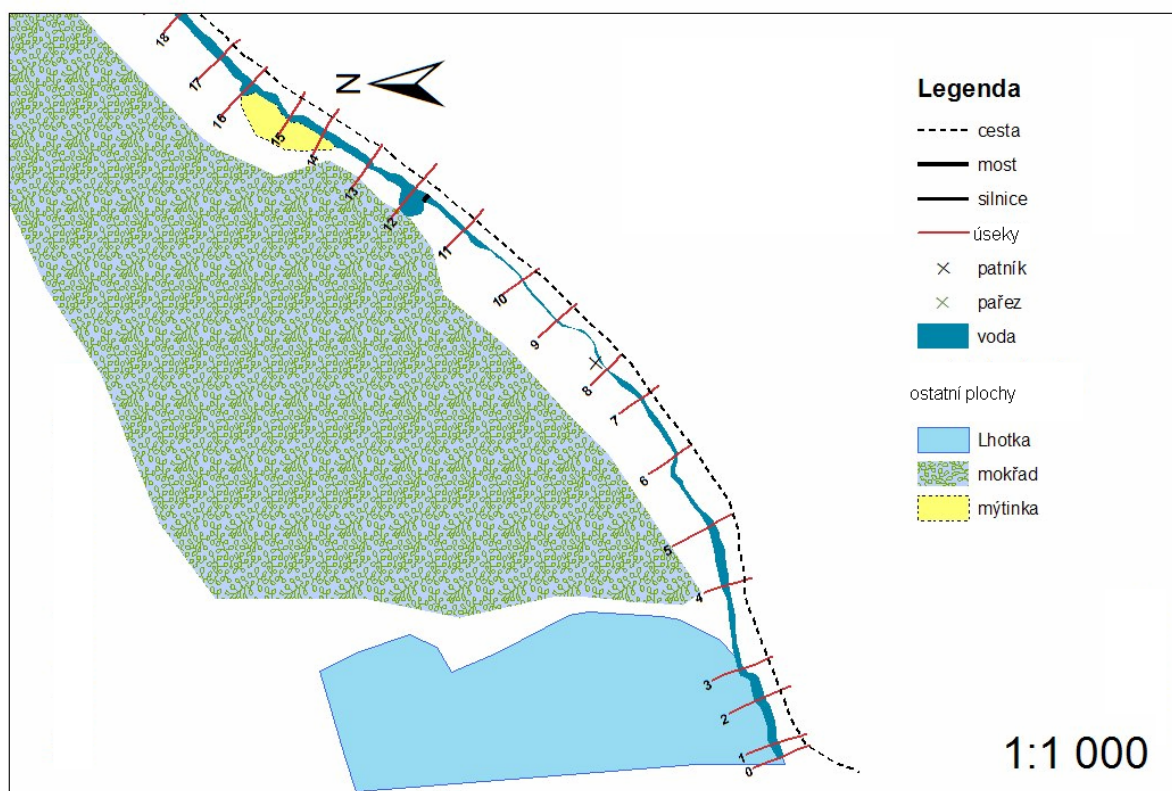 18
17
16
15
14
13
12
11
10
9
8
7
6
5
4
3
2
1
0
N
Legenda
cesta
most
silnice
úseky
patník
pařez
voda
ostatní plochy
Lhotka
mokřad
mýtinka
1:1 000